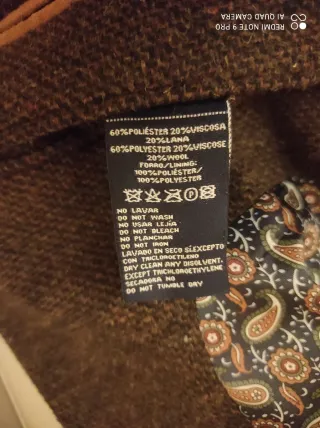 REDMI NOTE 9 PRO
AI QUAD CAMERA
60%POLIÉSTER 20%VISCOSA
20%LANA
60%POLYESTER 20%VISCOSE
20%WOOL
FORRO/LINING:
100%POLIÉSTER/
100%POLYESTER
P
NO LAVAR
DO NOT WASH
NO USAR LEJÍA
DO NOT BLEACH
NO PLANCHAR
DO NOT IRON
LAVADO EN SECO SÍ,EXCEPTO
CON TRICLOROETILENO
DRY CLEAN ANY DISOLVENT.
EXCEPT TRICHLOROETHYLENE
SECADORA NO
DO NOT TUMBLE DRY